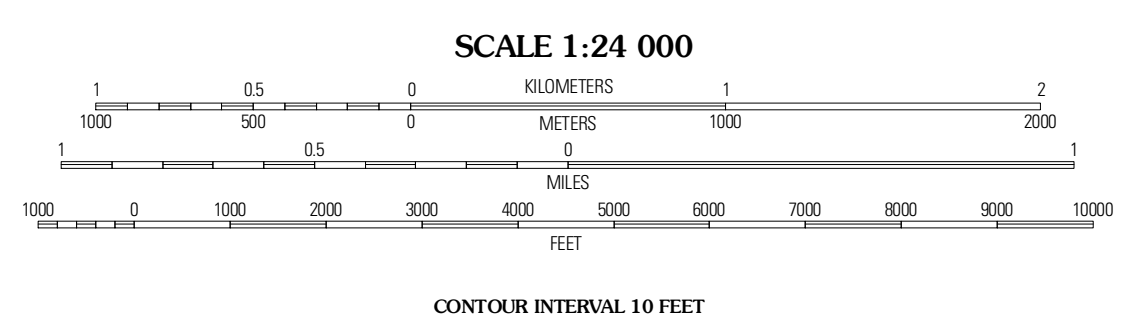 SCALE 1:24 000
1 0.5 0 KILOMETERS 1 2
1000 500 0 METERS 1000 2000
1 0.5 0 1
MILES
1000 0 1000 2000 3000 4000 5000 6000 7000 8000 9000 10000
FEET
CONTOUR INTERVAL 10 FEET